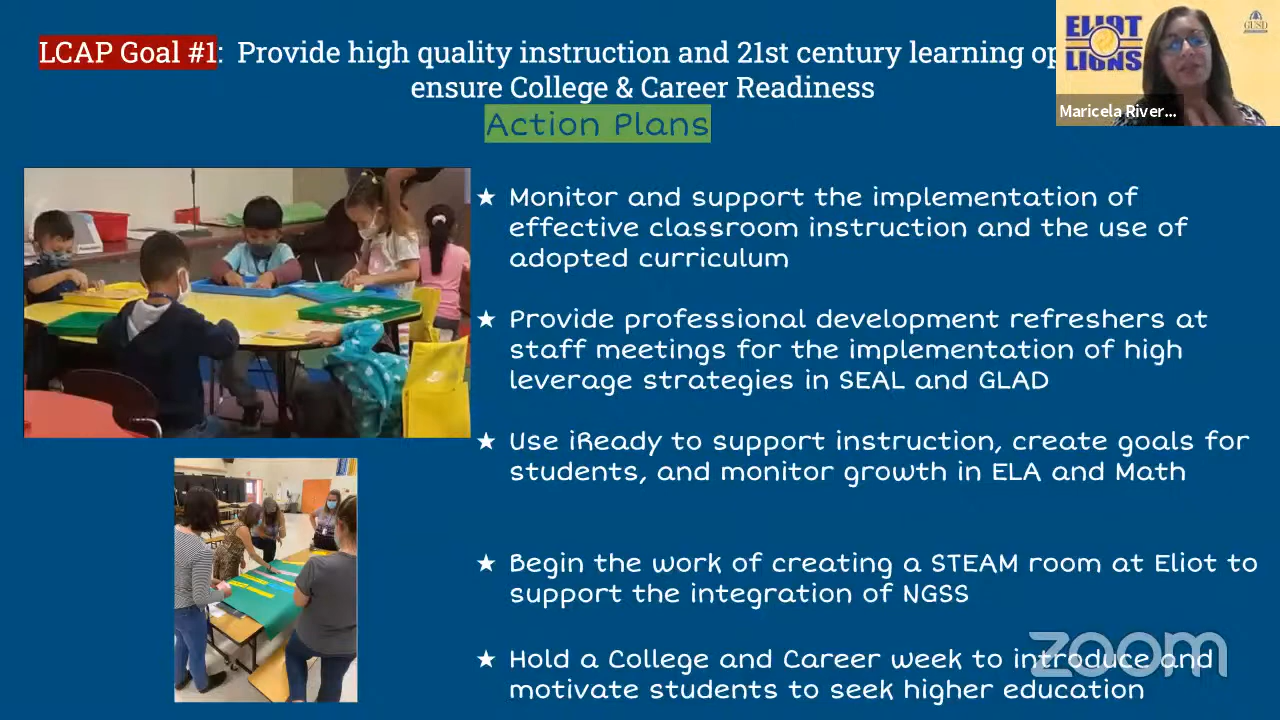 LCAP Goal #1: Provide high quality instruction and 21st century learning
ensure College & Career Readiness
Action Plans
ELIOT
LIONS
GUSD
Maricela River...
★ Monitor and support the implementation of
effective classroom instruction and the use of
adopted curriculum
★ Provide professional development refreshers at
staff meetings for the implementation of high
leverage strategies in SEAL and GLAD
★ Use iReady to support instruction, create goals for
students, and monitor growth in ELA and Math
★ Begin the work of creating a STEAM room at Eliot to
support the integration of NGSS
★ Hold a College and Career week to introduce and
motivate students to seek higher education
zoom